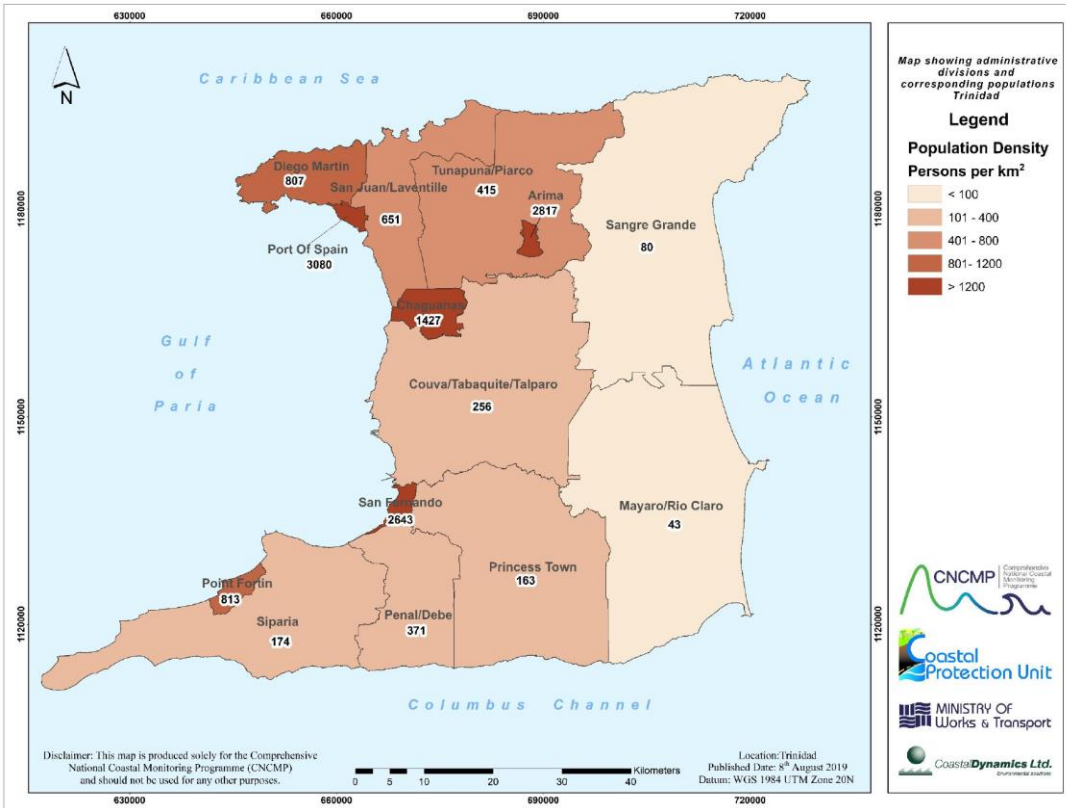 630000 660000 690000 720000
Caribbean Sea
N
Diego Martin
807
San Juan/Laventille
651
Tunapuna/Piarco
415
Arima
2817
Sangre Grande
80
Port Of Spain
3080
Chaguanas
1427
Gulf
of
Paria
Atlantic
Ocean
Couva/Tabaquite/Talparo
256
San Fernando
2643
Mayaro/Rio Claro
43
Princess Town
163
Point Fortin
813
Siparia
174
Penal/Debe
371
Columbus Channel
1180000
1150000
1120000
1180000
1150000
1120000
Disclaimer: This map is produced solely for the Comprehensive
National Coastal Monitoring Programme (CNCMP)
and should not be used for any other purposes.
Kilometers
0 5 10 20 30 40
Location:Trinidad
Published Date: 8th August 2019
Datum: WGS 1984 UTM Zone 20N
630000 660000 690000 720000
Map showing administrative
divisions and
corresponding populations
Trinidad
Legend
Population Density
Persons per km²
< 100
101 - 400
401 - 800
801- 1200
> 1200
CNCMP
Comprehensive
National Coastal
Monitoring
Programme
Coastal
Protection Unit
MINISTRY OF
Works & Transport
CoastalDynamics Ltd.
Environmental solutions